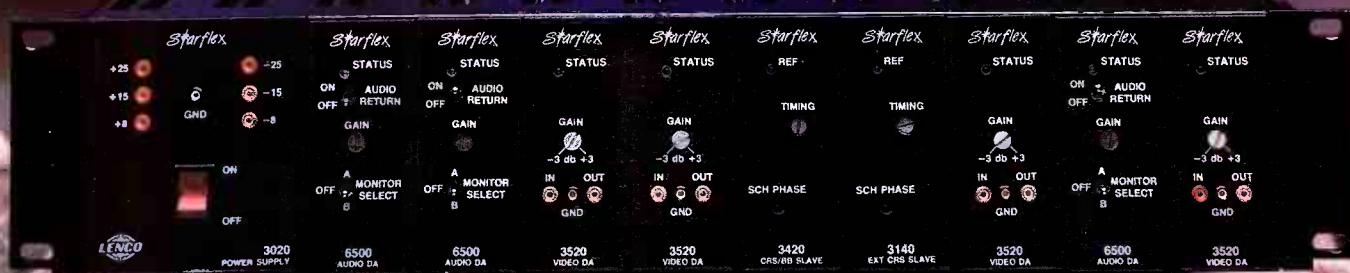 Starflex Starflex Starflex Starflex Starflex Starflex Starflex Starflex Starflex Starflex
+25 -25
+15 -15
+8 -8
GND
ON
OFF
LENCO
3020
POWER SUPPLY
STATUS
ON AUDIO
OFF RETURN
GAIN
A
OFF MONITOR
B SELECT
6500
AUDIO DA
STATUS
ON AUDIO
OFF RETURN
GAIN
A
OFF MONITOR
B SELECT
6500
AUDIO DA
STATUS
GAIN
-3 db +3
IN OUT
GND
3520
VIDEO DA
STATUS
GAIN
-3 db +3
IN OUT
GND
3520
VIDEO DA
REF
TIMING
SCH PHASE
3420
CRS/BB SLAVE
REF
TIMING
SCH PHASE
3140
EXT CRS SLAVE
STATUS
GAIN
-3 db +3
IN OUT
GND
3520
VIDEO DA
STATUS
ON AUDIO
OFF RETURN
GAIN
A
OFF MONITOR
B SELECT
6500
AUDIO DA
STATUS
GAIN
-3 db +3
IN OUT
GND
3520
VIDEO DA